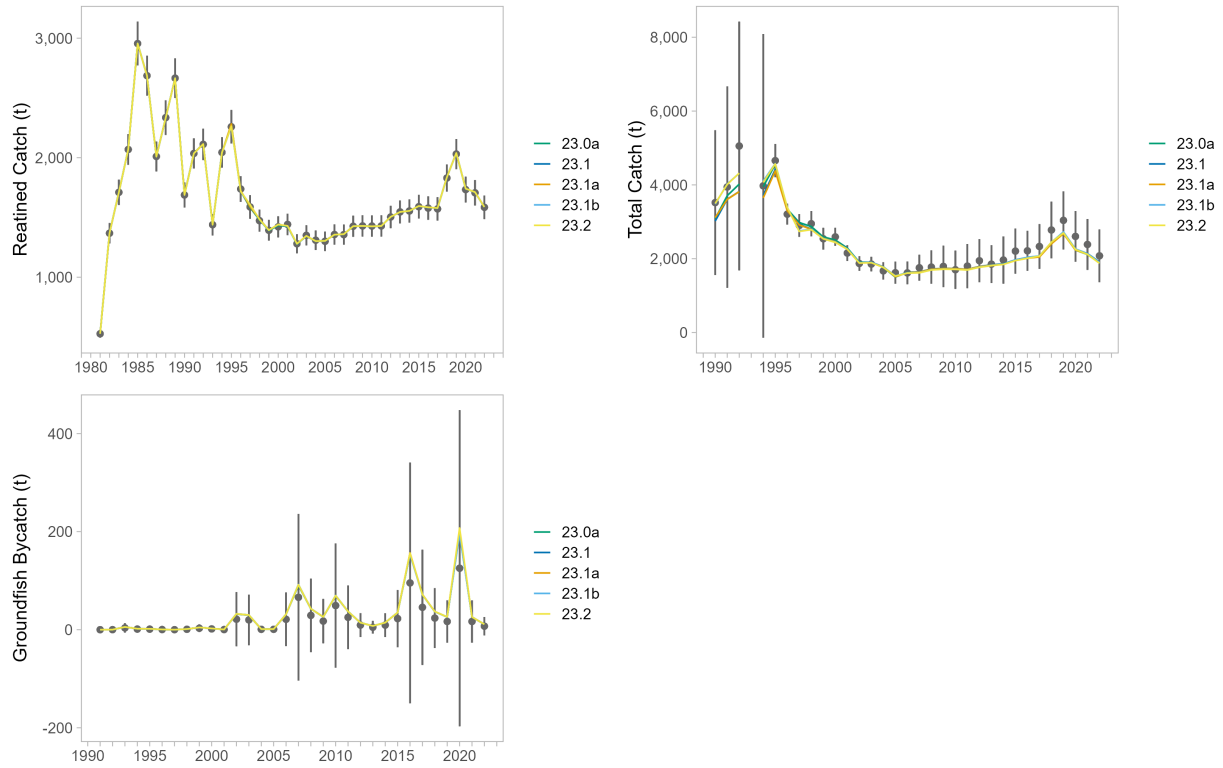 Reatined Catch (t)
3,000
2,000
1,000
1980 1985 1990 1995 2000 2005 2010 2015 2020
23.0a
23.1
23.1a
23.1b
23.2
Total Catch (t)
8,000
6,000
4,000
2,000
0
1990 1995 2000 2005 2010 2015 2020
23.0a
23.1
23.1a
23.1b
23.2
Groundfish Bycatch (t)
400
200
0
-200
1990 1995 2000 2005 2010 2015 2020
23.0a
23.1
23.1a
23.1b
23.2